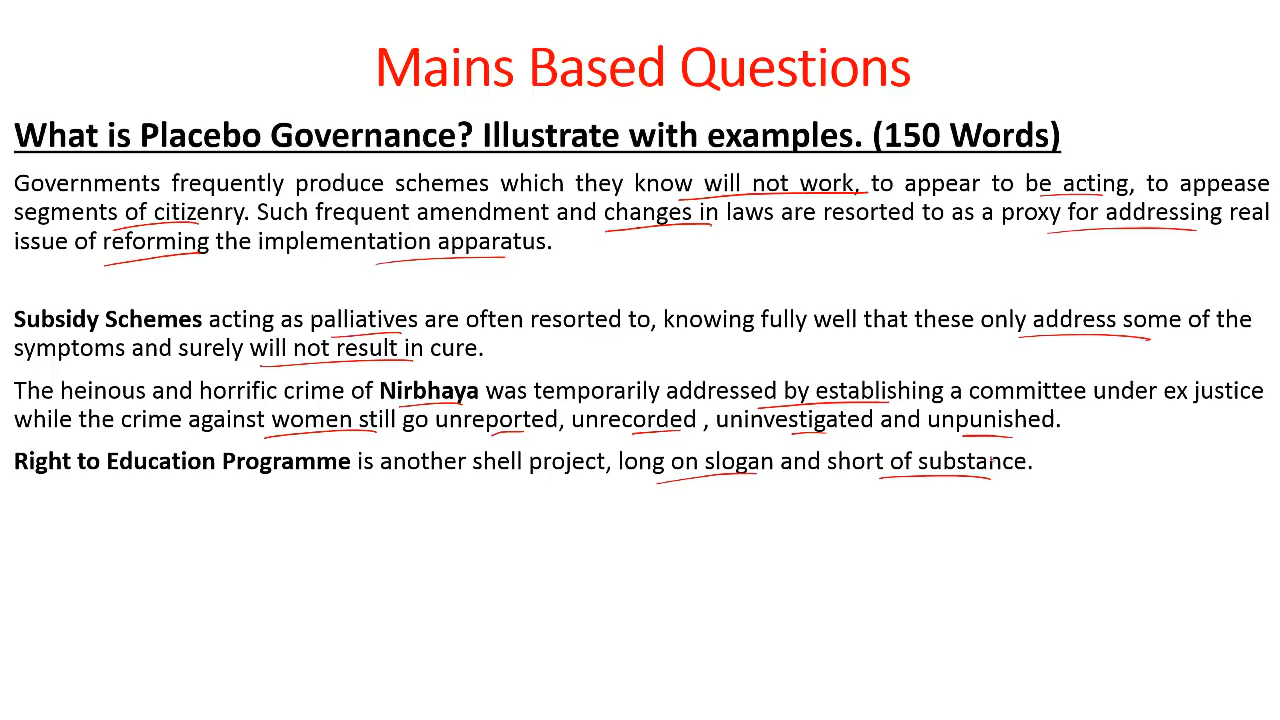 Mains Based Questions
What is Placebo Governance? Illustrate with examples. (150 Words)
Governments frequently produce schemes which they know will not work, to appear to be acting, to appease
segments of citizenry. Such frequent amendment and changes in laws are resorted to as a proxy for addressing real
issue of reforming the implementation apparatus.
Subsidy Schemes acting as palliatives are often resorted to, knowing fully well that these only address some of the
symptoms and surely will not result in cure.
The heinous and horrific crime of Nirbhaya was temporarily addressed by establishing a committee under ex justice
while the crime against women still go unreported, unrecorded , uninvestigated and unpunished.
Right to Education Programme is another shell project, long on slogan and short of substance.